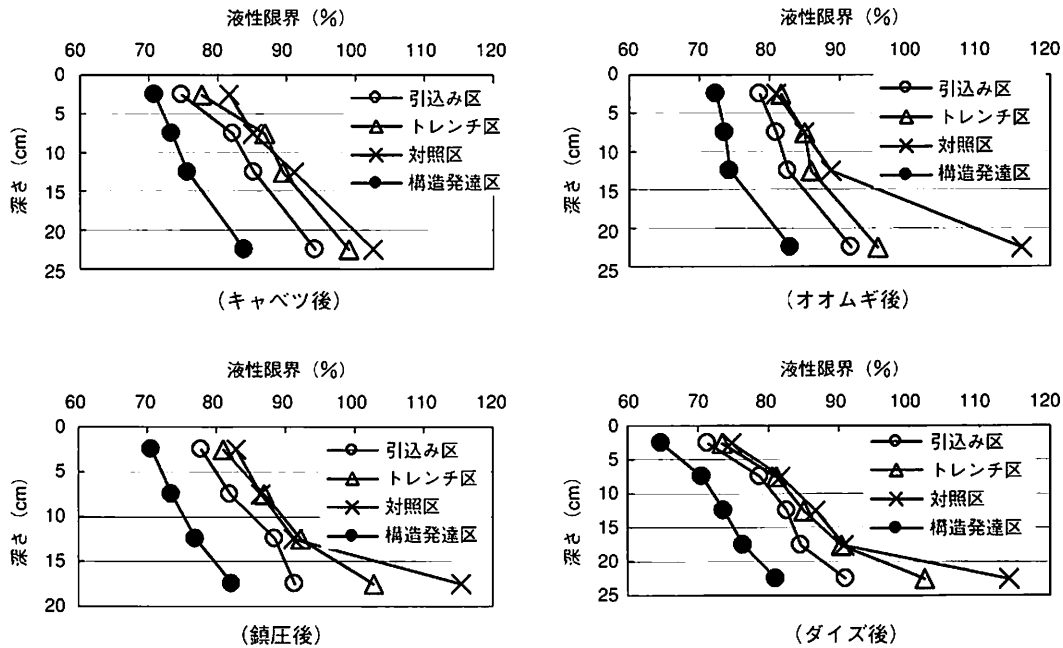 液性限界 (%)
60 70 80 90 100 110 120
0
5
10
15
20
25
深さ (cm)
引込み区
トレンチ区
対照区
構造発達区
(キャベツ後)
液性限界 (%)
60 70 80 90 100 110 120
0
5
10
15
20
25
深さ (cm)
引込み区
トレンチ区
対照区
構造発達区
(オオムギ後)
液性限界 (%)
60 70 80 90 100 110 120
0
5
10
15
20
深さ (cm)
引込み区
トレンチ区
対照区
構造発達区
(鎮圧後)
液性限界 (%)
60 70 80 90 100 110 120
0
5
10
15
20
25
深さ (cm)
引込み区
トレンチ区
対照区
構造発達区
(ダイズ後)